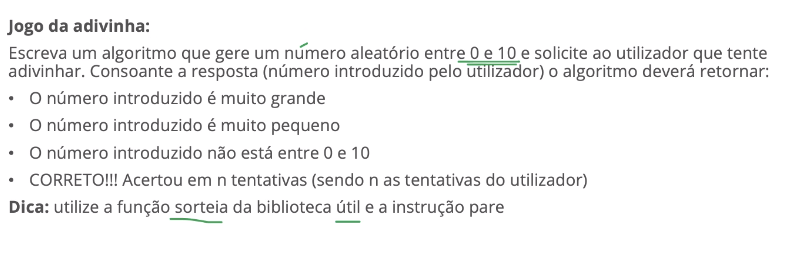 Jogo da adivinha:
Escreva um algoritmo que gere um número aleatório entre 0 e 10 e solicite ao utilizador que tente
adivinhar. Consoante a resposta (número introduzido pelo utilizador) o algoritmo deverá retornar:
• O número introduzido é muito grande
• O número introduzido é muito pequeno
• O número introduzido não está entre 0 e 10
• CORRETO!!! Acertou em n tentativas (sendo n as tentativas do utilizador)
Dica: utilize a função sorteia da biblioteca útil e a instrução pare